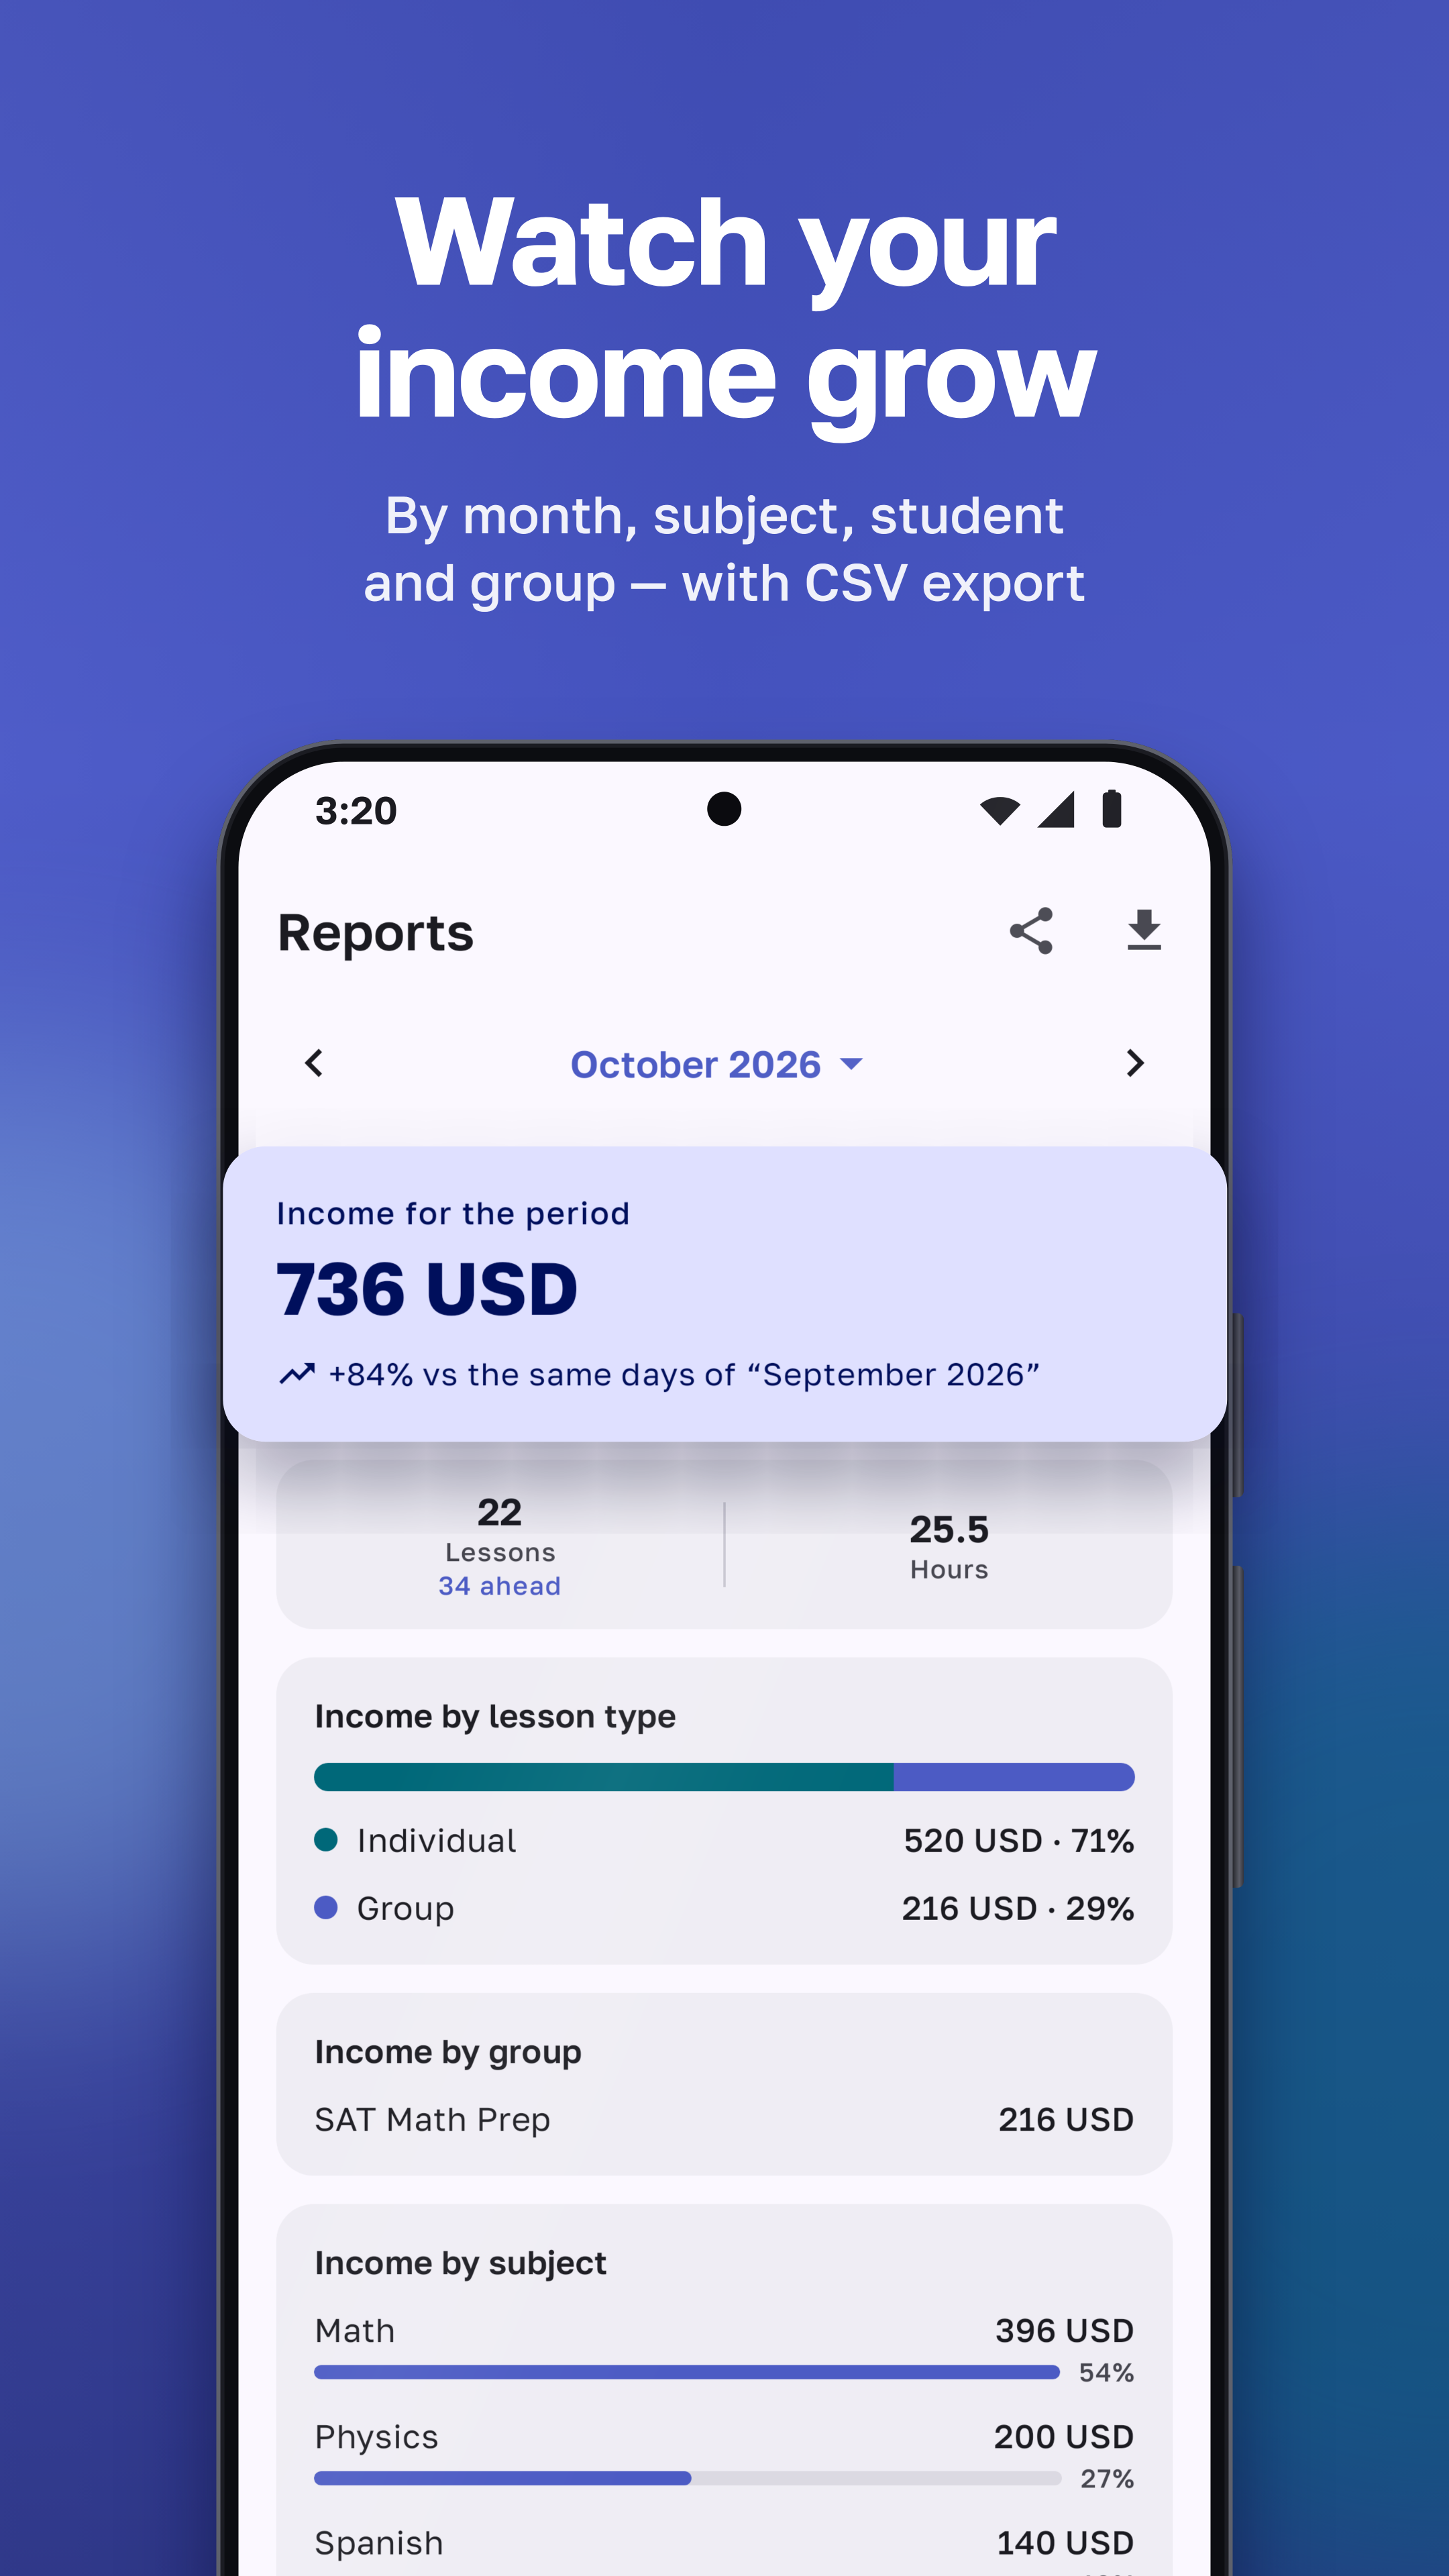 Watch your
income grow
By month, subject, student
and group — with CSV export
3:20
Reports
October 2026
Income for the period
736 USD
+84% vs the same days of “September 2026”
22
Lessons
34 ahead
25.5
Hours
Income by lesson type
Individual 520 USD · 71%
Group 216 USD · 29%
Income by group
SAT Math Prep 216 USD
Income by subject
Math 396 USD
54%
Physics 200 USD
27%
Spanish 140 USD